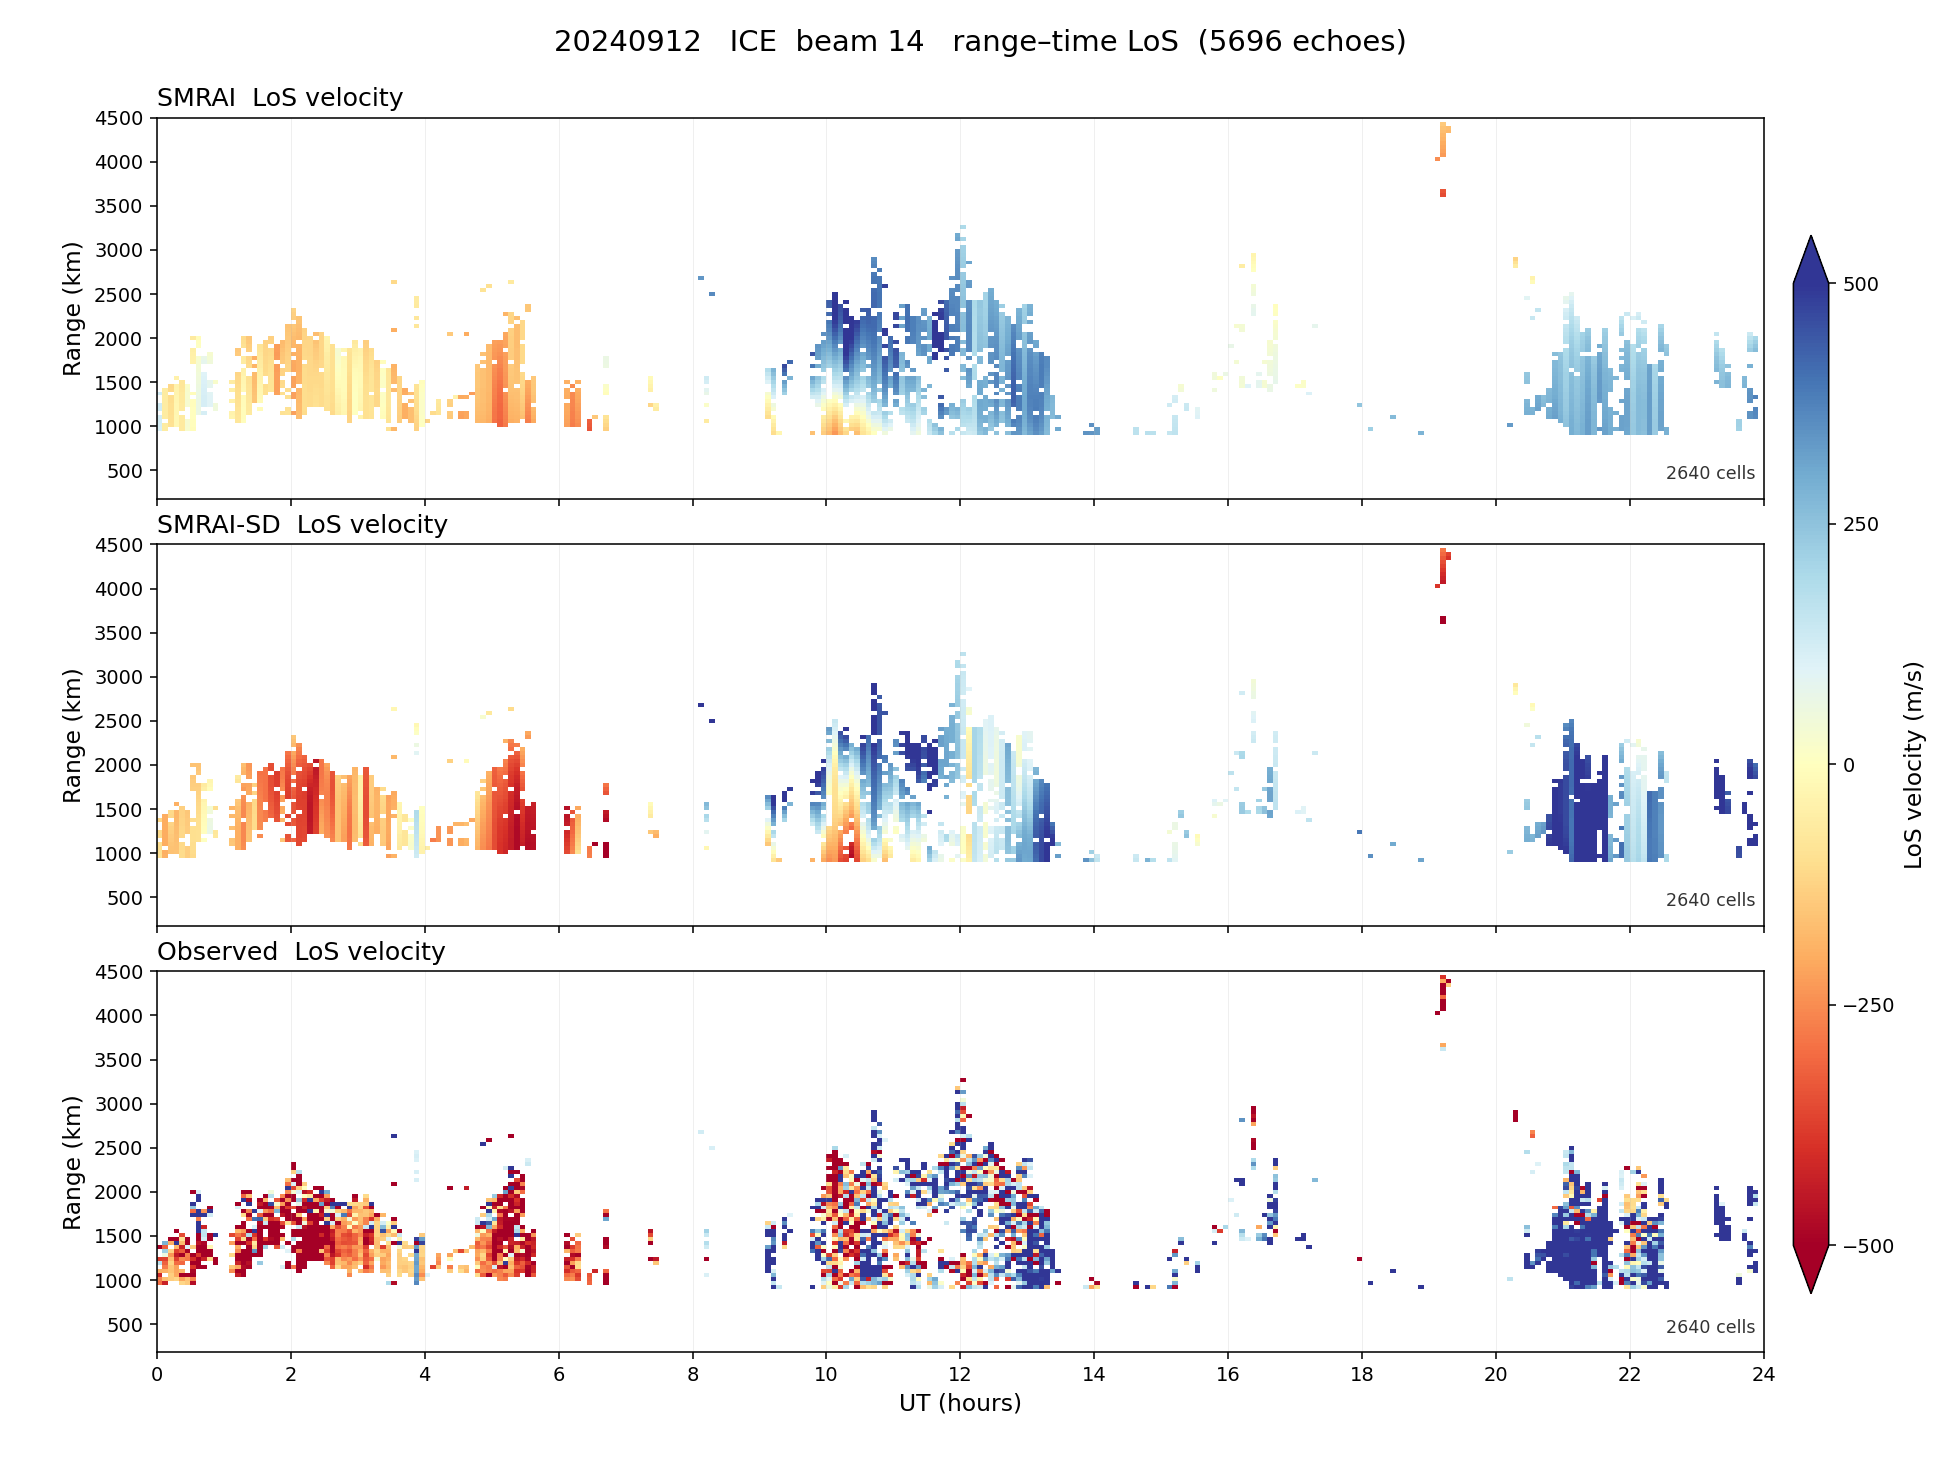 20240912 ICE beam 14 range–time LoS (5696 echoes)
SMRAI LoS velocity
4500
4000
3500
3000
2500
2000
1500
1000
500
Range (km)
2640 cells
SMRAI-SD LoS velocity
4500
4000
3500
3000
2500
2000
1500
1000
500
Range (km)
2640 cells
Observed LoS velocity
4500
4000
3500
3000
2500
2000
1500
1000
500
Range (km)
2640 cells
0 2 4 6 8 10 12 14 16 18 20 22 24
UT (hours)
500
250
0
−250
−500
LoS velocity (m/s)